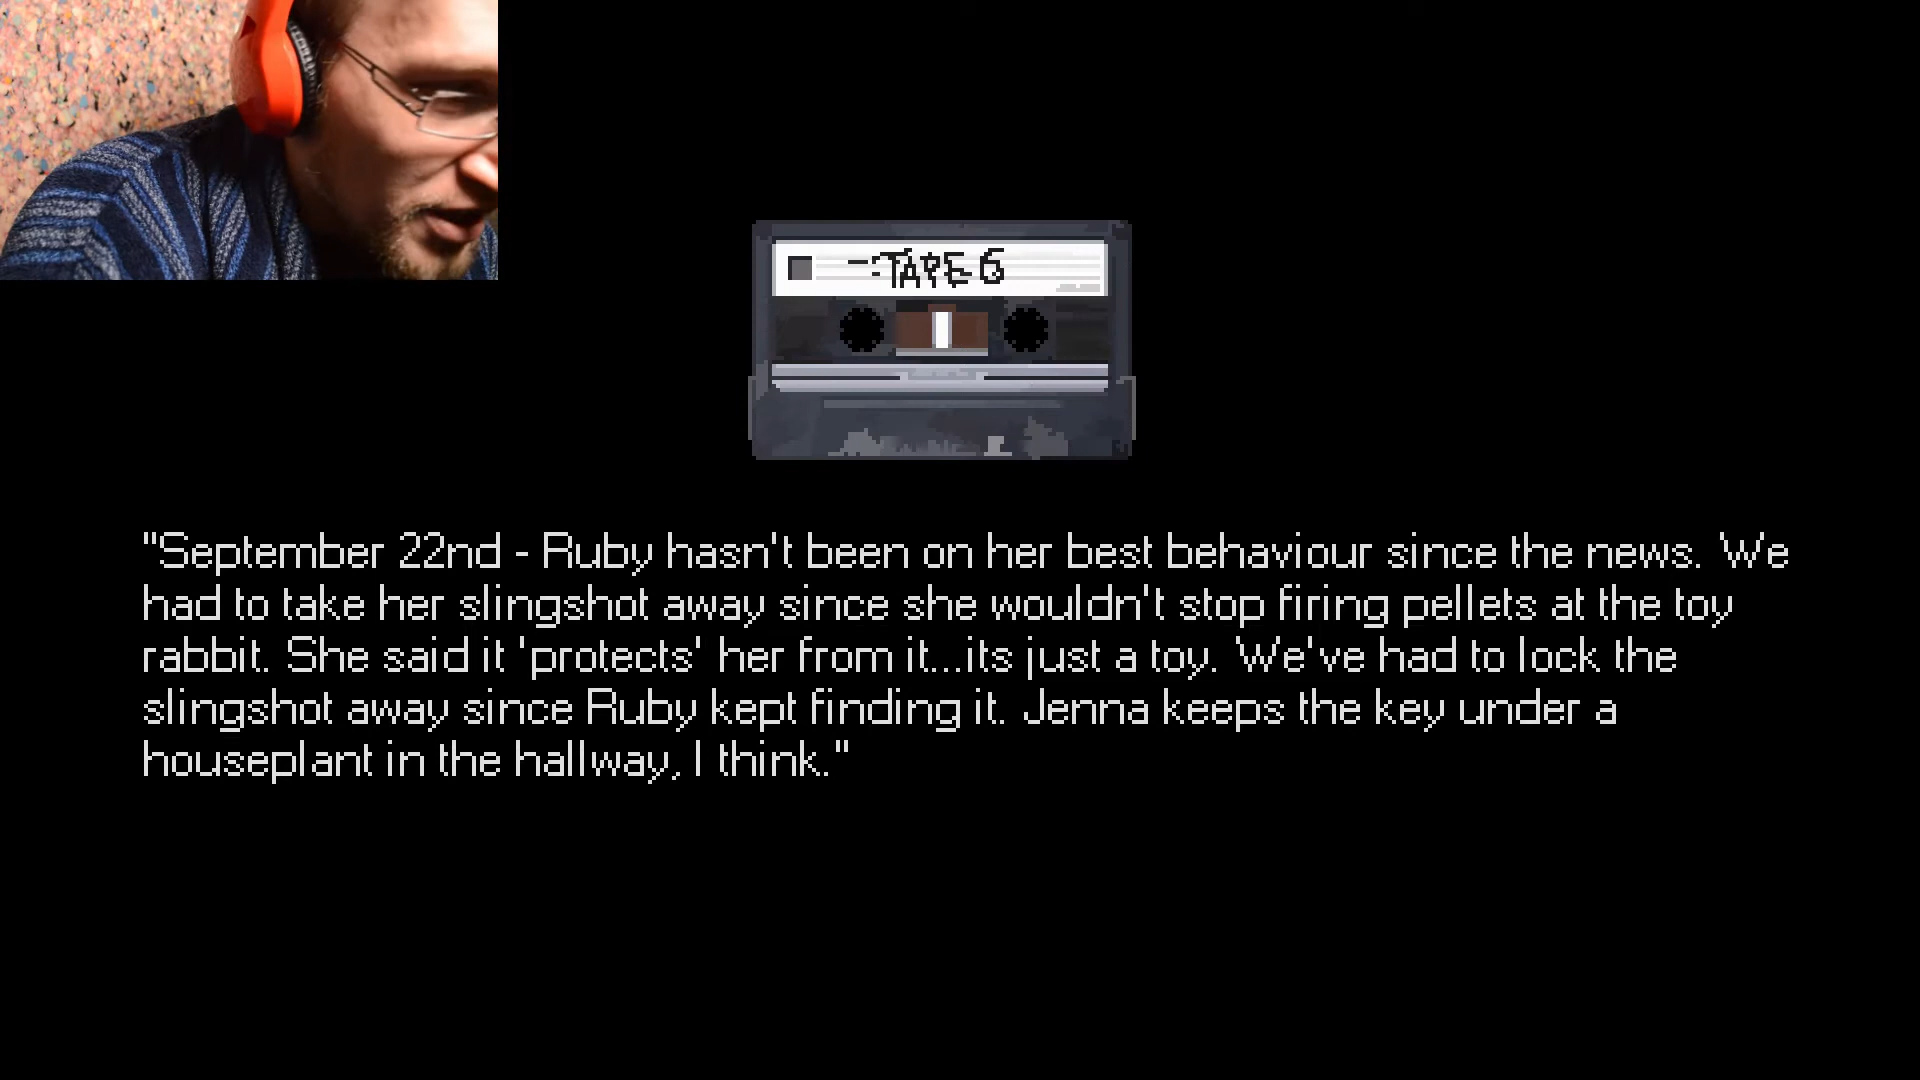 TAPE 6
"September 22nd - Ruby hasn't been on her best behaviour since the news. We
had to take her slingshot away since she wouldn't stop firing pellets at the toy
rabbit. She said it 'protects' her from it...its just a toy. We've had to lock the
slingshot away since Ruby kept finding it. Jenna keeps the key under a
houseplant in the hallway, I think."